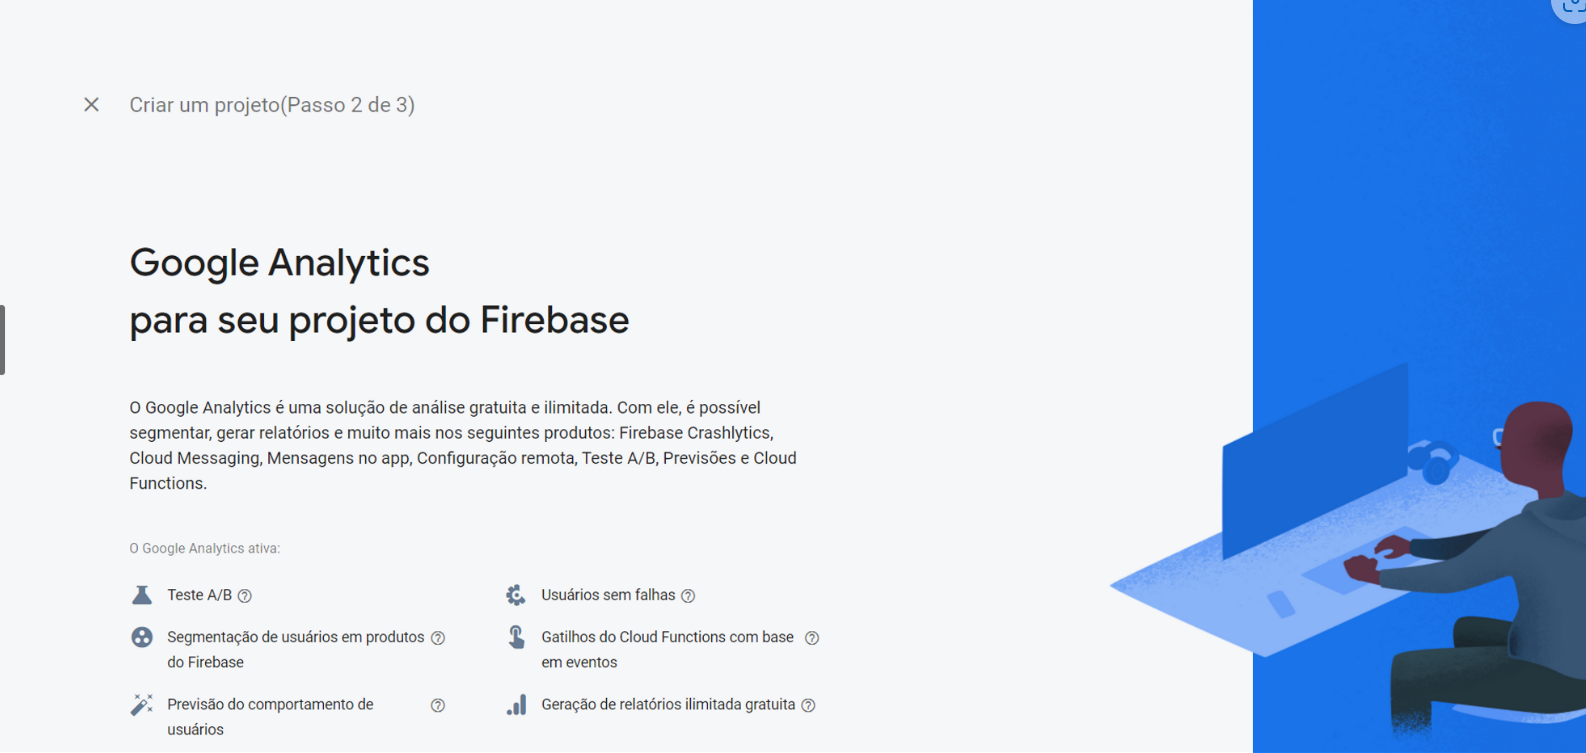 Criar um projeto(Passo 2 de 3)
Google Analytics
para seu projeto do Firebase
O Google Analytics é uma solução de análise gratuita e ilimitada. Com ele, é possível
segmentar, gerar relatórios e muito mais nos seguintes produtos: Firebase Crashlytics,
Cloud Messaging, Mensagens no app, Configuração remota, Teste A/B, Previsões e Cloud
Functions.
O Google Analytics ativa:
Teste A/B
Usuários sem falhas
Segmentação de usuários em produtos
do Firebase
Gatilhos do Cloud Functions com base
em eventos
Previsão do comportamento de
usuários
Geração de relatórios ilimitada gratuita